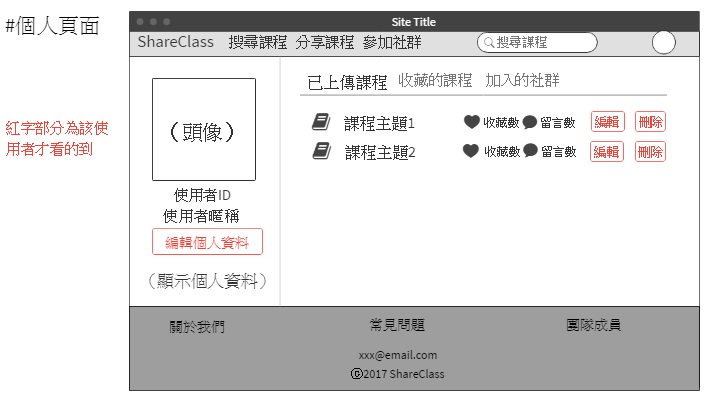 #個人頁面
Site Title
ShareClass 搜尋課程 分享課程 參加社群 搜尋課程
已上傳課程 收藏的課程 加入的社群
紅字部分為該使
用者才看的到
(頭像)
課程主題1 收藏數 留言數 編輯 刪除
課程主題2 收藏數 留言數 編輯 刪除
使用者ID
使用者暱稱
編輯個人資料
(顯示個人資料)
關於我們 常見問題 團隊成員
xxx@email.com
©2017 ShareClass